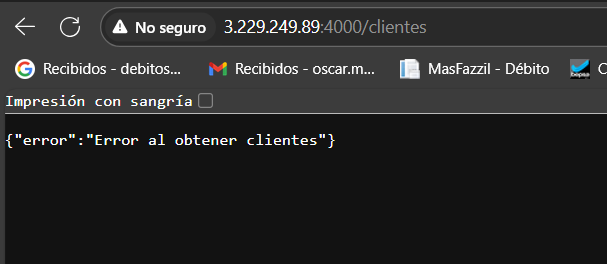 No seguro 3.229.249.89:4000/clientes
Recibidos - debitos... Recibidos - oscar.m... MasFazzil - Débito
Impresión con sangría
{"error":"Error al obtener clientes"}